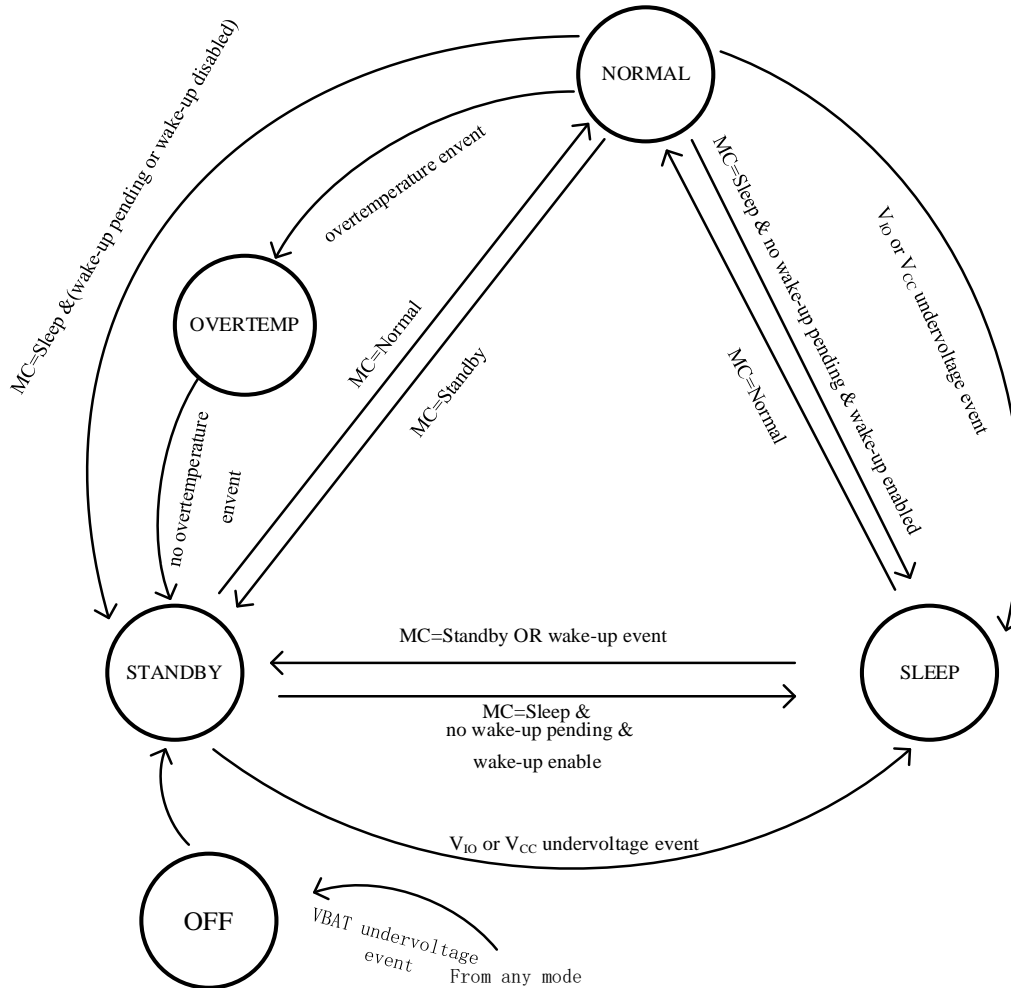 NORMAL
MC=Sleep &(wake-up pending or wake-up disabled)
overtemperature envent
OVERTEMP
MC=Normal
MC=Standby
MC=Sleep & no wake-up pending & wake-up enabled
MC=Normal
VIO or VCC undervoltage event
no overtemperature
envent
STANDBY
MC=Standby OR wake-up event
SLEEP
MC=Sleep &
no wake-up pending &
wake-up enable
VIO or VCC undervoltage event
OFF
VBAT undervoltage
event
From any mode